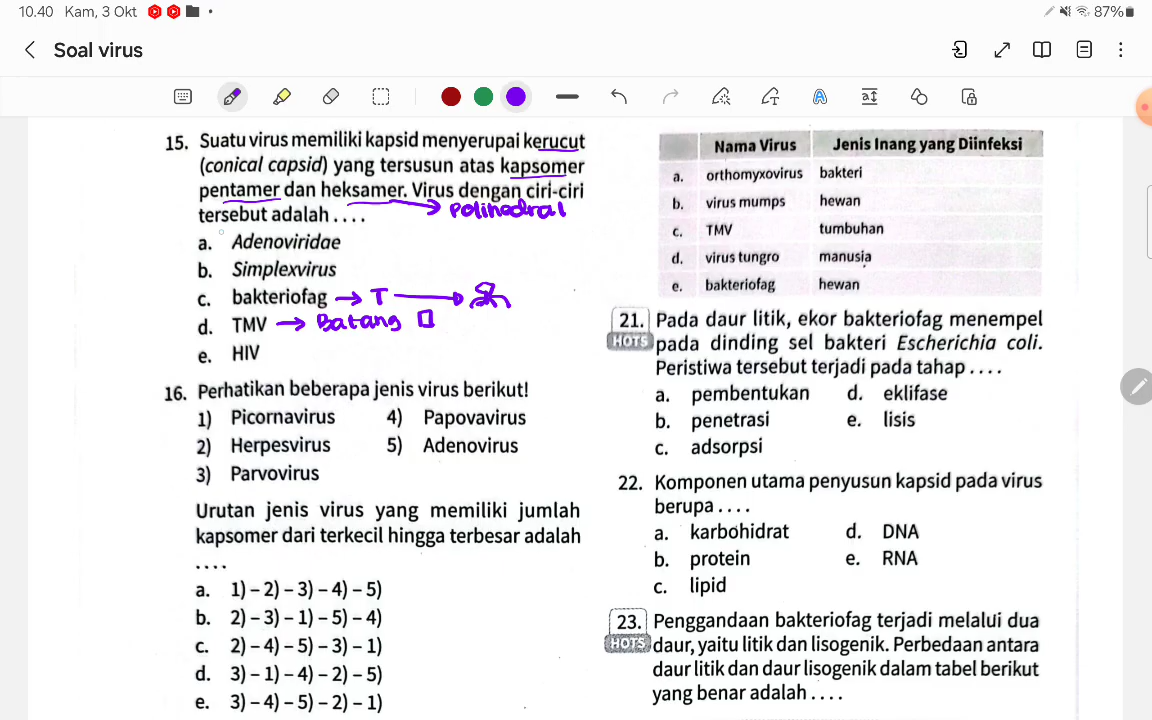 10.40 Kam, 3 Okt
87%
Soal virus
15. Suatu virus memiliki kapsid menyerupai kerucut
(conical capsid) yang tersusun atas kapsomer
pentamer dan heksamer. Virus dengan ciri-ciri
tersebut adalah . . . .
Polihedral
a. Adenoviridae
b. Simplexvirus
c. bakteriofag → T
d. TMV → Batang
e. HIV
16. Perhatikan beberapa jenis virus berikut!
1) Picornavirus 4) Papovavirus
2) Herpesvirus 5) Adenovirus
3) Parvovirus
Urutan jenis virus yang memiliki jumlah
kapsomer dari terkecil hingga terbesar adalah
. . . .
a. 1) – 2) – 3) – 4) – 5)
b. 2) – 3) – 1) – 5) – 4)
c. 2) – 4) – 5) – 3) – 1)
d. 3) – 1) – 4) – 2) – 5)
e. 3) – 4) – 5) – 2) – 1)
Nama Virus Jenis Inang yang Diinfeksi
a. orthomyxovirus bakteri
b. virus mumps hewan
c. TMV tumbuhan
d. virus tungro manusia
e. bakteriofag hewan
21. Pada daur litik, ekor bakteriofag menempel
HOTS pada dinding sel bakteri Escherichia coli.
Peristiwa tersebut terjadi pada tahap . . . .
a. pembentukan d. eklifase
b. penetrasi e. lisis
c. adsorpsi
22. Komponen utama penyusun kapsid pada virus
berupa . . . .
a. karbohidrat d. DNA
b. protein e. RNA
c. lipid
23. Penggandaan bakteriofag terjadi melalui dua
HOTS daur, yaitu litik dan lisogenik. Perbedaan antara
daur litik dan daur lisogenik dalam tabel berikut
yang benar adalah . . . .